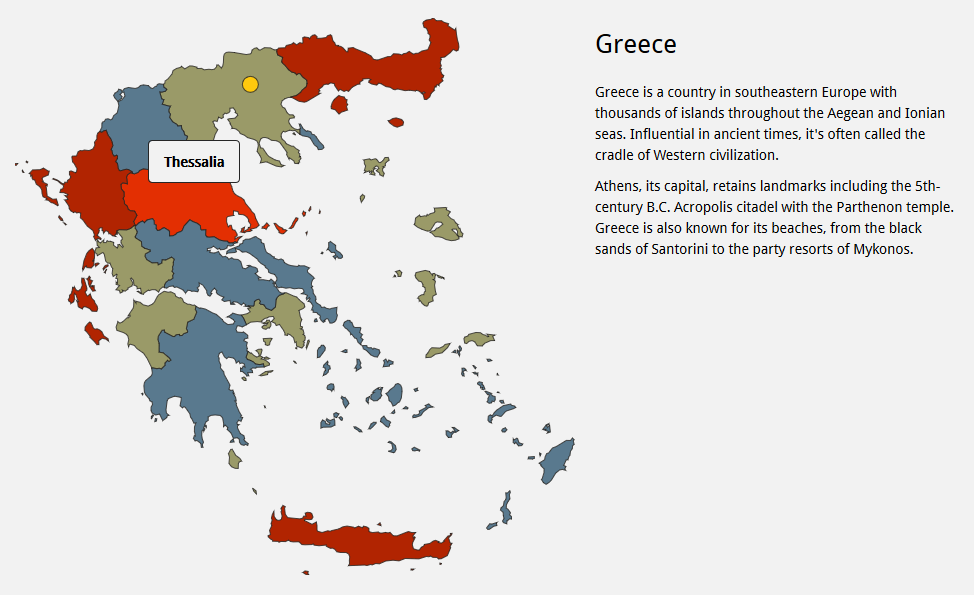 Greece
Greece is a country in southeastern Europe with
thousands of islands throughout the Aegean and Ionian
seas. Influential in ancient times, it's often called the
cradle of Western civilization.
Athens, its capital, retains landmarks including the 5th-
century B.C. Acropolis citadel with the Parthenon temple.
Greece is also known for its beaches, from the black
sands of Santorini to the party resorts of Mykonos.
Thessalia